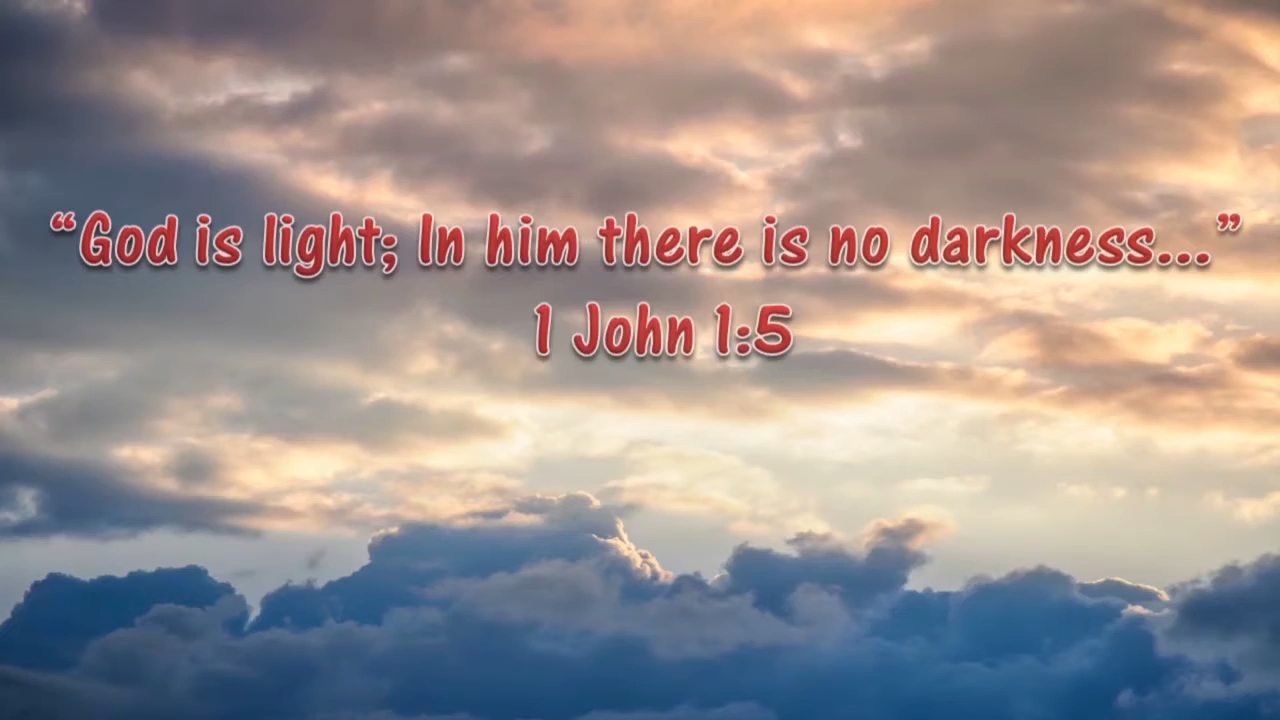 “God is light; In him there is no darkness...”
1 John 1:5